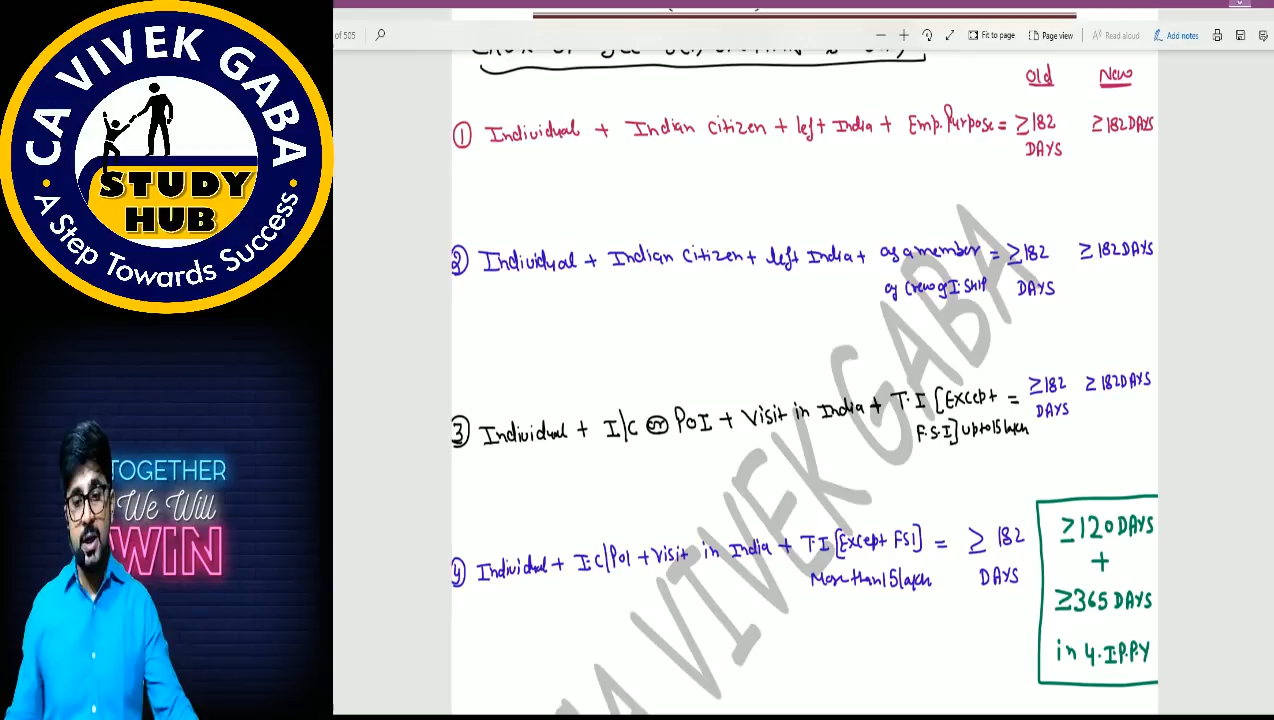 CA VIVEK GABA
STUDY
HUB
A Step Towards Success
TOGETHER
We Will
WIN
of 585
Fit to page
Page view
Read aloud
Add notes
Old New
① Individual + Indian Citizen + left India + Emp. Purpose = ≥182 ≥182 DAYS
DAYS
② Individual + Indian Citizen + left India + as a member = ≥182 ≥182 DAYS
of Crew of I. Ship DAYS
③ Individual + I/C or PoI + Visit in India + T.I [Except = ≥182 ≥182 DAYS
F.S.I] upto 15 lakh DAYS
④ Individual + I.C/PoI + Visit in India + T.I [Except FSI] = ≥ 182
More than 15 lakh DAYS
≥120 DAYS
+
≥365 DAYS
in 4.I.P.P.Y
CA VIVEK GABA